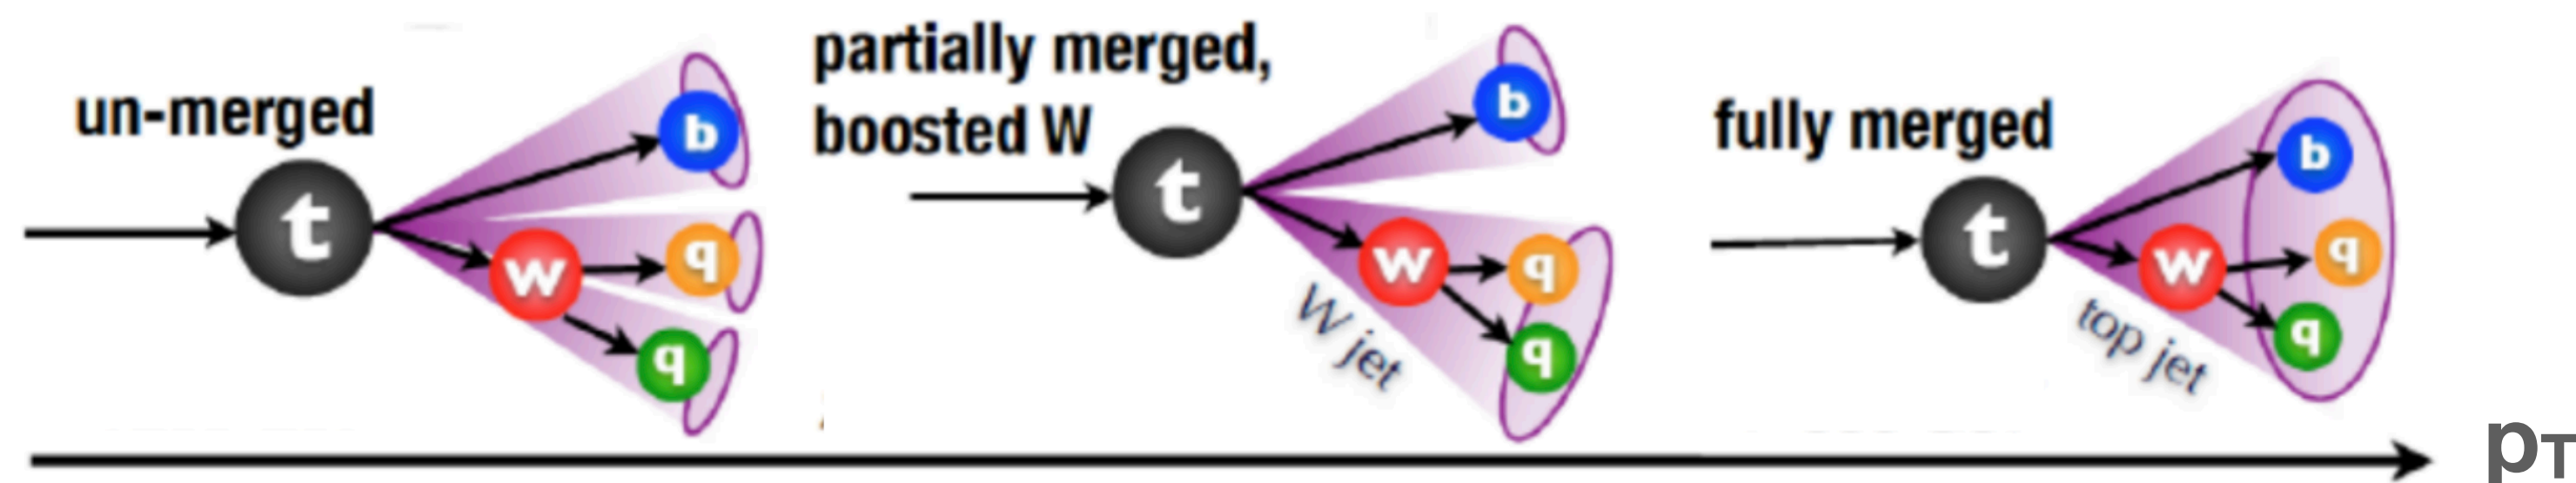 un-merged
t
b
w
q
q
partially merged,
boosted W
t
b
w
q
q
W jet
fully merged
t
b
w
q
q
top jet
pT